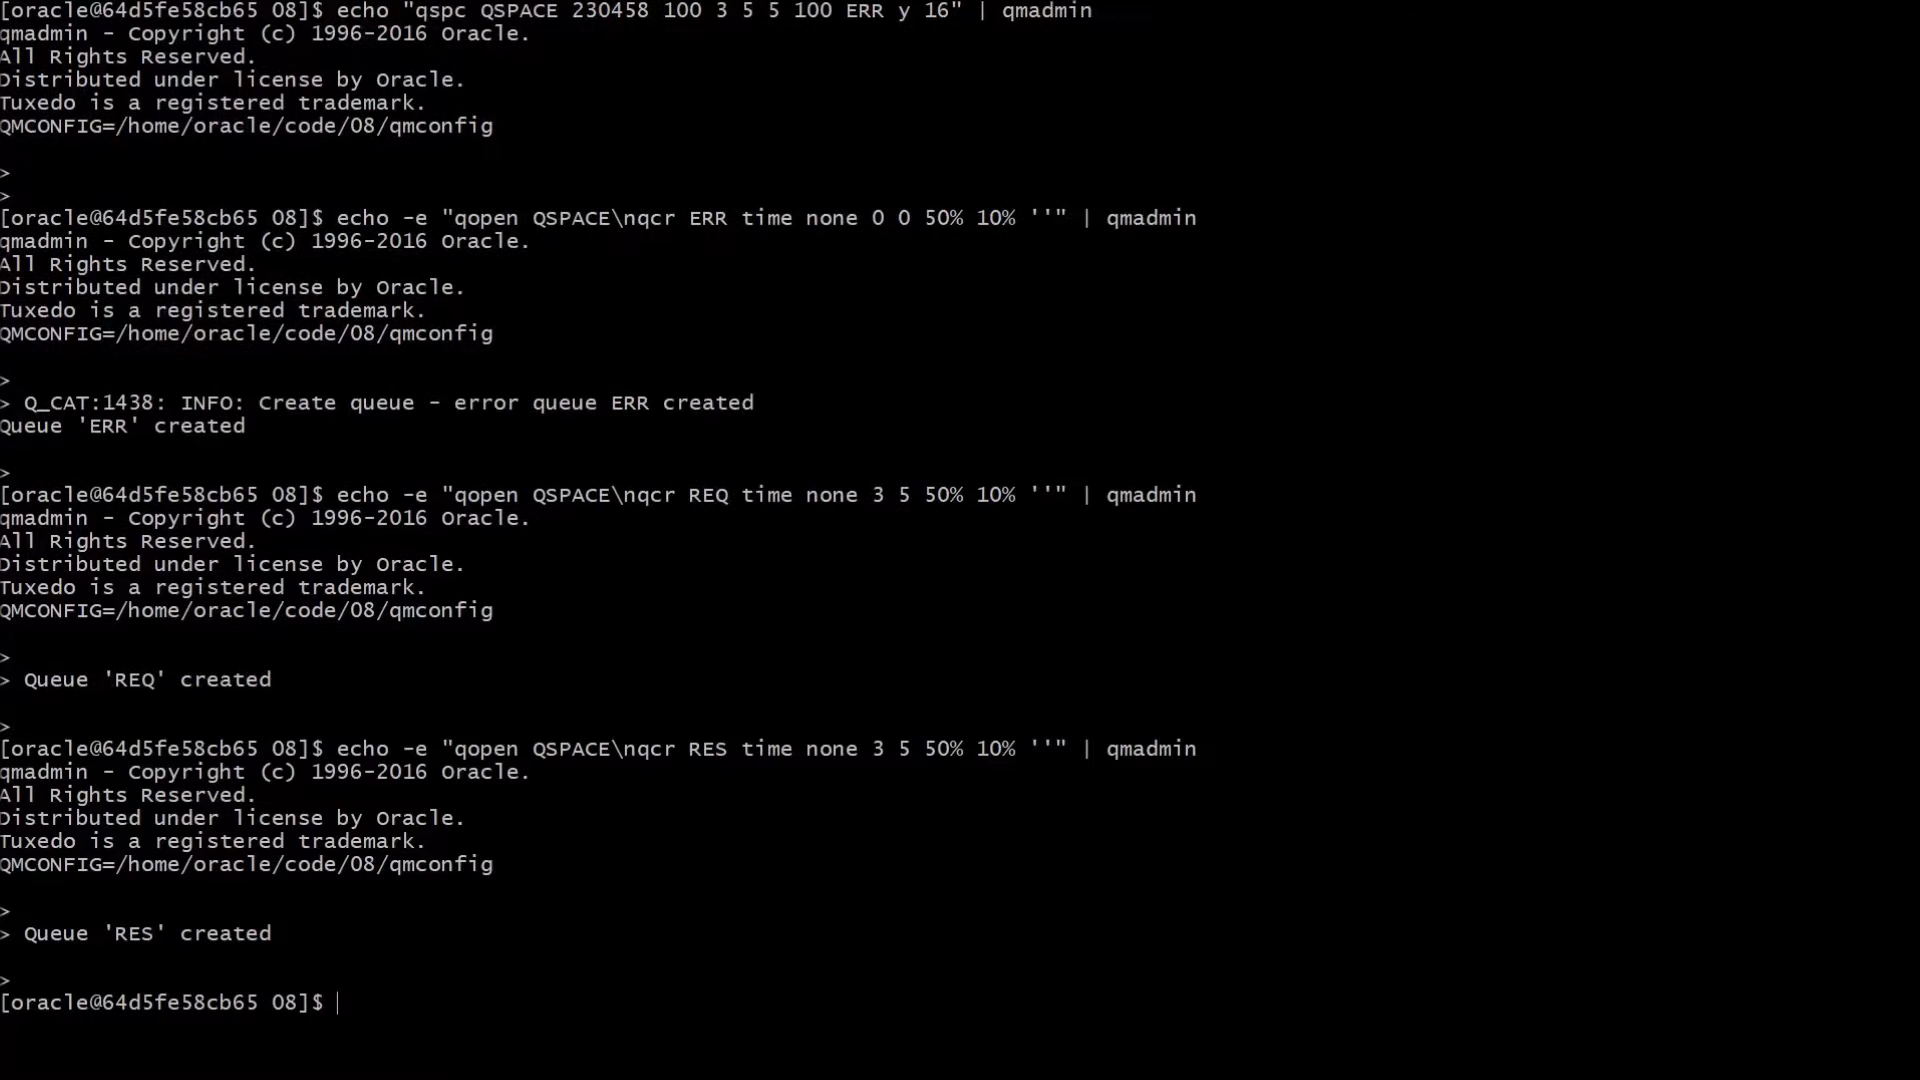 [oracle@64d5fe58cb65 08]$ echo "qspc QSPACE 230458 100 3 5 5 100 ERR y 16" | qmadmin
qmadmin - Copyright (c) 1996-2016 Oracle.
All Rights Reserved.
Distributed under license by Oracle.
Tuxedo is a registered trademark.
QMCONFIG=/home/oracle/code/08/qmconfig
>
>
[oracle@64d5fe58cb65 08]$ echo -e "qopen QSPACE\nqcr ERR time none 0 0 50% 10% ''" | qmadmin
qmadmin - Copyright (c) 1996-2016 Oracle.
All Rights Reserved.
Distributed under license by Oracle.
Tuxedo is a registered trademark.
QMCONFIG=/home/oracle/code/08/qmconfig
>
> Q_CAT:1438: INFO: Create queue - error queue ERR created
Queue 'ERR' created
>
[oracle@64d5fe58cb65 08]$ echo -e "qopen QSPACE\nqcr REQ time none 3 5 50% 10% ''" | qmadmin
qmadmin - Copyright (c) 1996-2016 Oracle.
All Rights Reserved.
Distributed under license by Oracle.
Tuxedo is a registered trademark.
QMCONFIG=/home/oracle/code/08/qmconfig
>
> Queue 'REQ' created
>
[oracle@64d5fe58cb65 08]$ echo -e "qopen QSPACE\nqcr RES time none 3 5 50% 10% ''" | qmadmin
qmadmin - Copyright (c) 1996-2016 Oracle.
All Rights Reserved.
Distributed under license by Oracle.
Tuxedo is a registered trademark.
QMCONFIG=/home/oracle/code/08/qmconfig
>
> Queue 'RES' created
>
[oracle@64d5fe58cb65 08]$